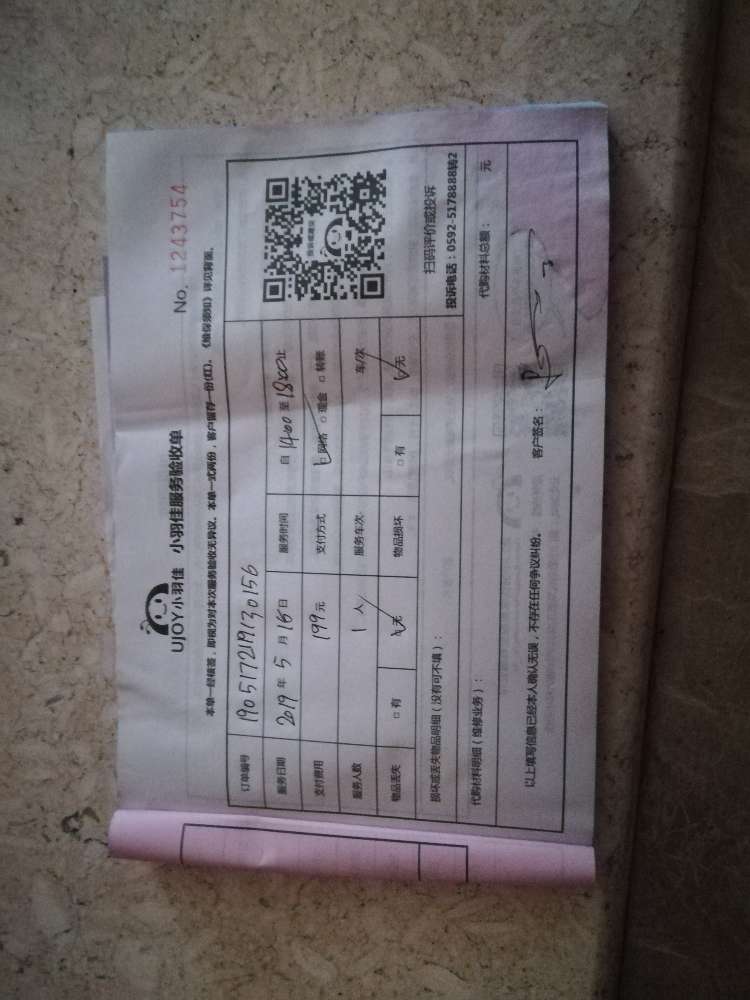 UJOY小羽佳 小羽佳服务验收单
No. 1243754
本单一经核签,即视为对本次服务验收无异议。本单一式两份,客户留存一份(红)。《维保须知》详见背面。
订单编号 190517219130156
服务日期 2019 年 5 月 18 日 服务时间 自 14:00 至 18:00 止
支付费用 199 元 支付方式 □ 网络 □ 现金 □ 转账
服务人数 1 人 服务车次 车/次
物品丢失 □ 有 ☑ 无 物品损坏 □ 有 ☑ 无
扫码评价或投诉
投诉电话:0592-5178888转2
损坏或丢失物品明细(没有可不填):
代购材料明细(维修业务): 代购材料总额: 元
以上填写信息已经本人确认无误,不存在任何争议纠纷。 客户签名: